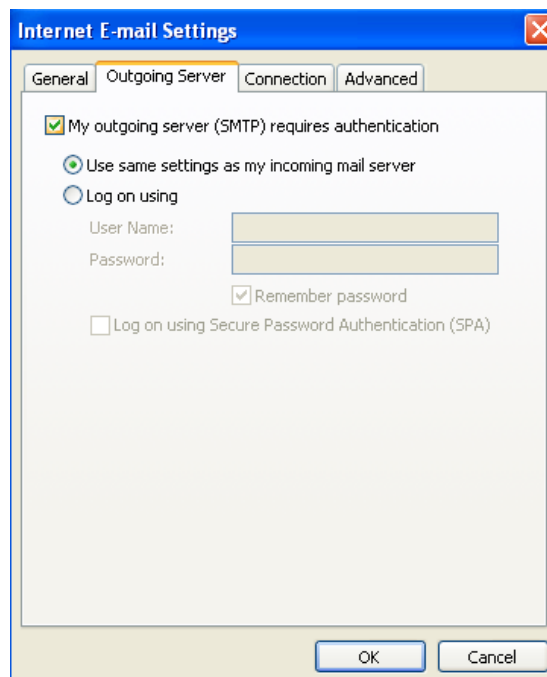 Internet E-mail Settings
General Outgoing Server Connection Advanced
My outgoing server (SMTP) requires authentication
Use same settings as my incoming mail server
Log on using
User Name:
Password:
Remember password
Log on using Secure Password Authentication (SPA)
OK Cancel